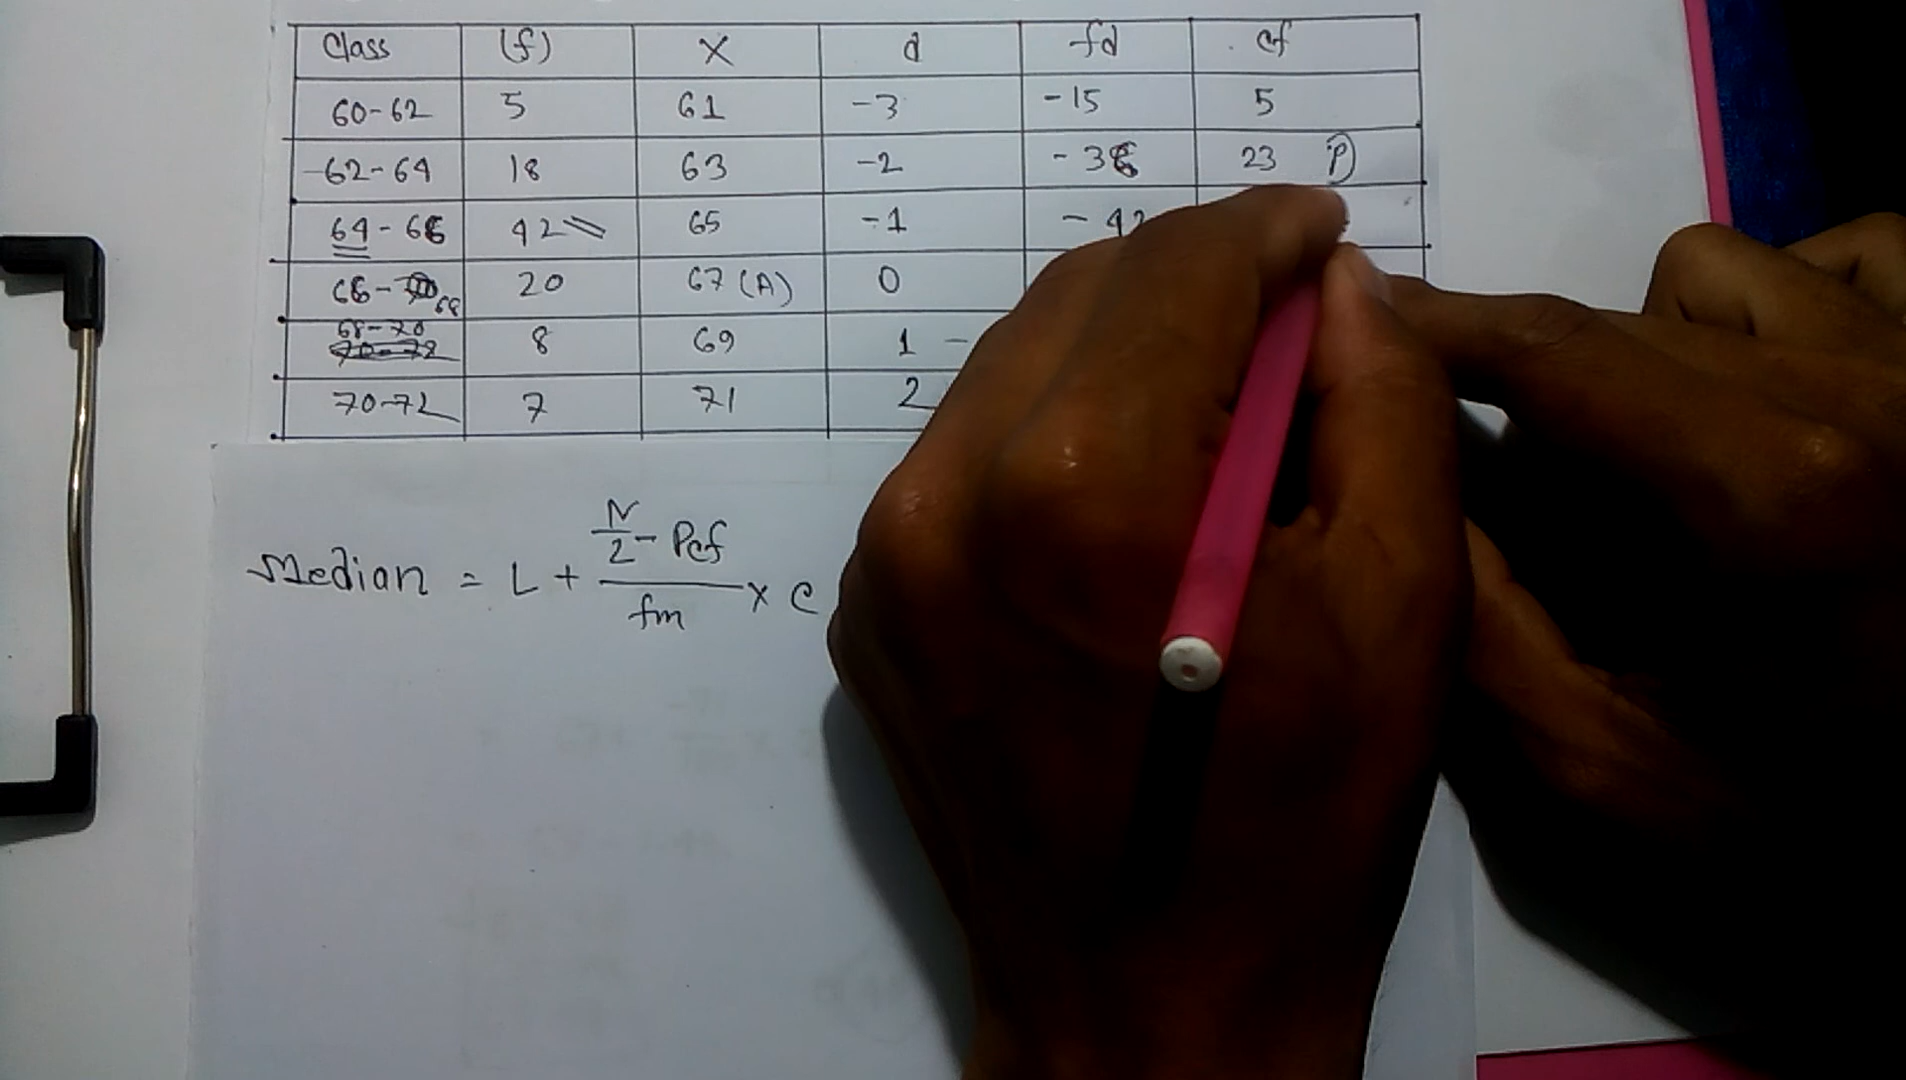 Class (f) X d fd cf
60-62 5 61 -3 -15 5
62-64 18 63 -2 -36 23 P
64-66 42 65 -1 -42
66-68 20 67 (A) 0
68-70 8 69 1
70-72 7 71 2
Median = L + N/2 - Pcf / fm × c